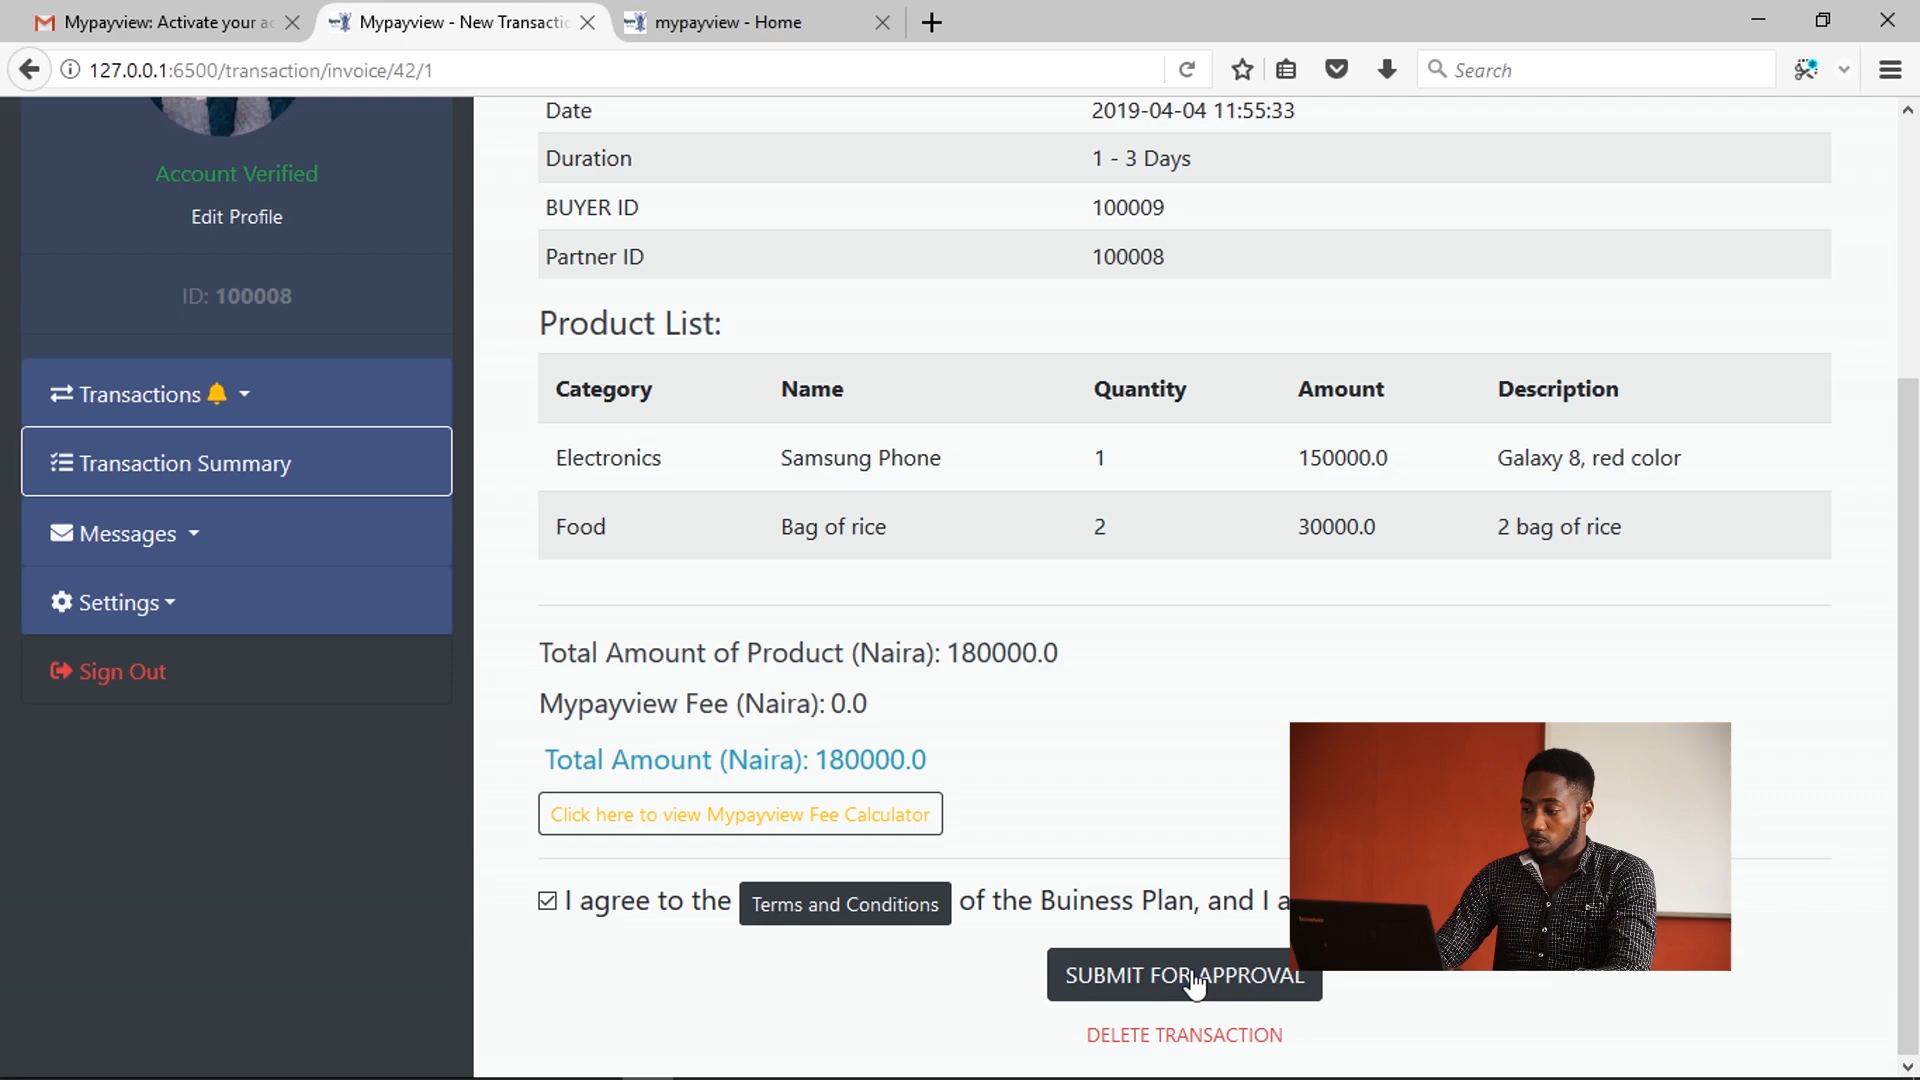 Mypayview: Activate your ac
Mypayview - New Transactio
mypayview - Home
127.0.0.1:6500/transaction/invoice/42/1
Search
Date 2019-04-04 11:55:33
Duration 1 - 3 Days
BUYER ID 100009
Partner ID 100008
Account Verified
Edit Profile
ID: 100008
Transactions
Transaction Summary
Messages
Settings
Sign Out
Product List:
Category Name Quantity Amount Description
Electronics Samsung Phone 1 150000.0 Galaxy 8, red color
Food Bag of rice 2 30000.0 2 bag of rice
Total Amount of Product (Naira): 180000.0
Mypayview Fee (Naira): 0.0
Total Amount (Naira): 180000.0
Click here to view Mypayview Fee Calculator
I agree to the Terms and Conditions of the Buiness Plan, and I a
SUBMIT FOR APPROVAL
DELETE TRANSACTION